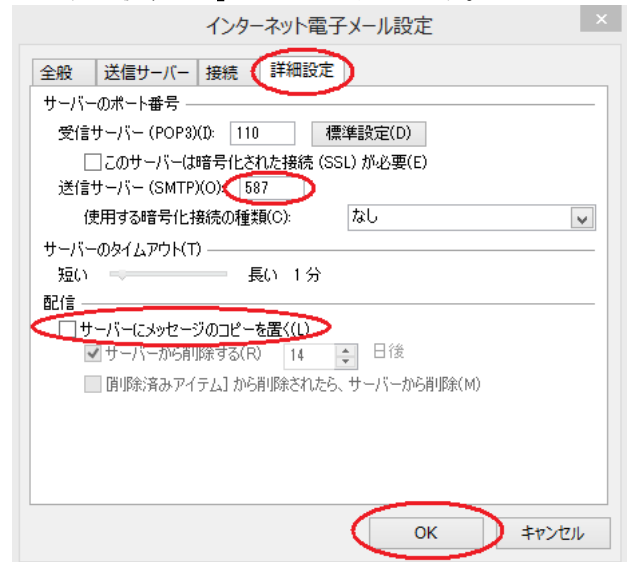 インターネット電子メール設定
全般 送信サーバー 接続 詳細設定
サーバーのポート番号
受信サーバー (POP3)(I): 110 標準設定(D)
このサーバーは暗号化された接続 (SSL) が必要(E)
送信サーバー (SMTP)(O): 587
使用する暗号化接続の種類(C): なし
サーバーのタイムアウト(T)
短い 長い 1 分
配信
サーバーにメッセージのコピーを置く(L)
サーバーから削除する(R) 14 日後
[削除済みアイテム] から削除されたら、サーバーから削除(M)
OK キャンセル